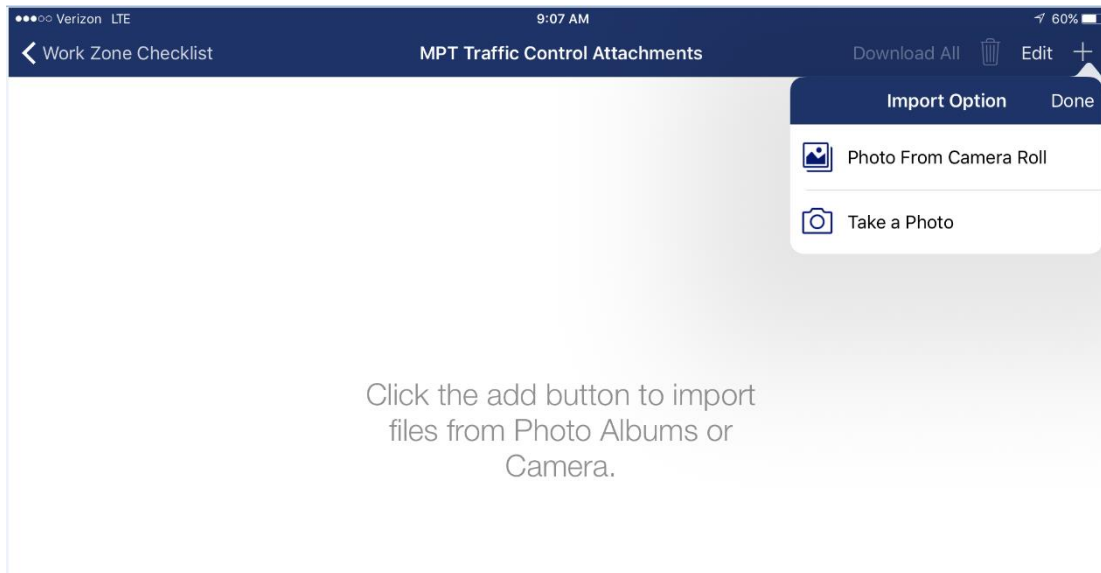 Verizon LTE 9:07 AM 60%
Work Zone Checklist MPT Traffic Control Attachments Download All Edit
Import Option Done
Photo From Camera Roll
Take a Photo
Click the add button to import
files from Photo Albums or
Camera.